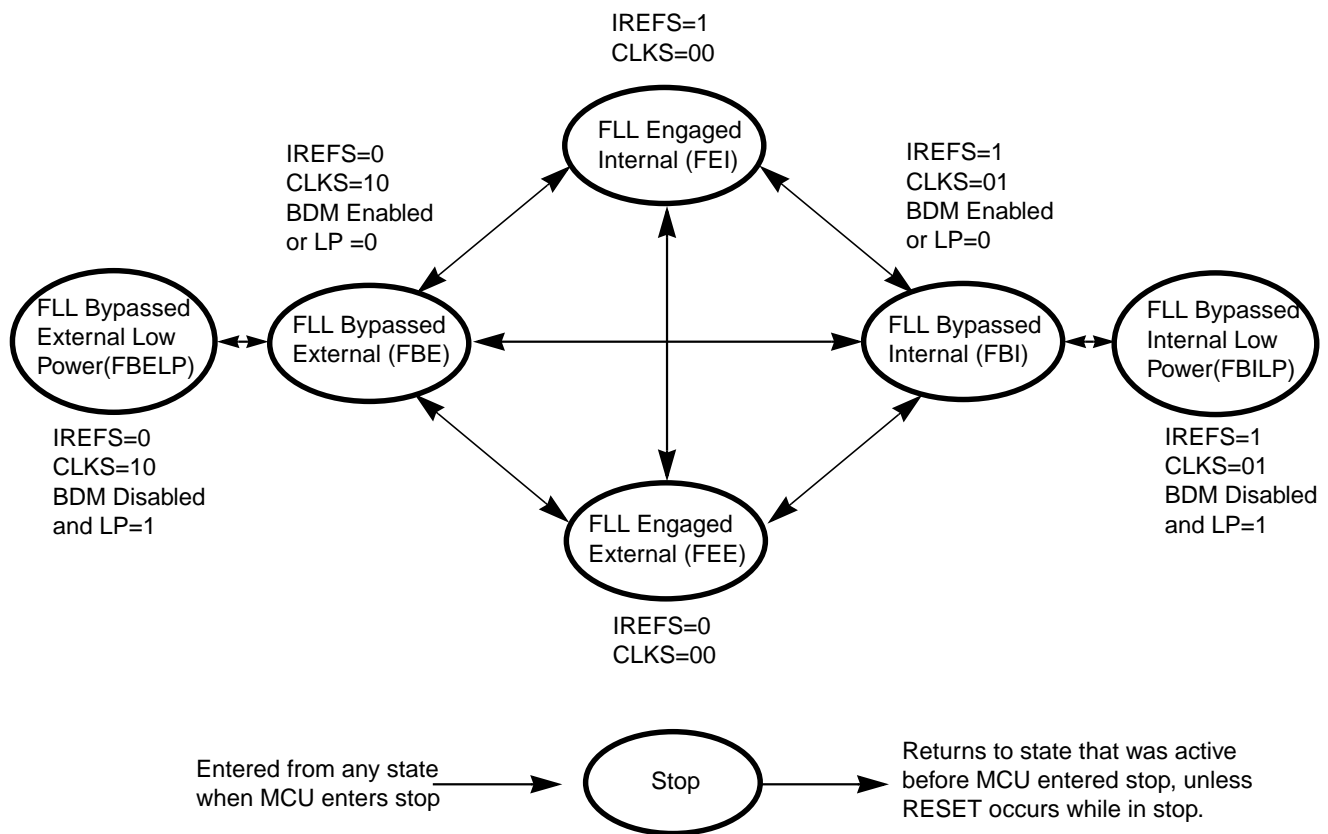 IREFS=1
CLKS=00
FLL Engaged
Internal (FEI)
IREFS=0
CLKS=10
BDM Enabled
or LP =0
IREFS=1
CLKS=01
BDM Enabled
or LP=0
FLL Bypassed
External Low
Power(FBELP)
FLL Bypassed
External (FBE)
FLL Bypassed
Internal (FBI)
FLL Bypassed
Internal Low
Power(FBILP)
IREFS=0
CLKS=10
BDM Disabled
and LP=1
FLL Engaged
External (FEE)
IREFS=1
CLKS=01
BDM Disabled
and LP=1
IREFS=0
CLKS=00
Entered from any state
when MCU enters stop
Stop
Returns to state that was active
before MCU entered stop, unless
RESET occurs while in stop.